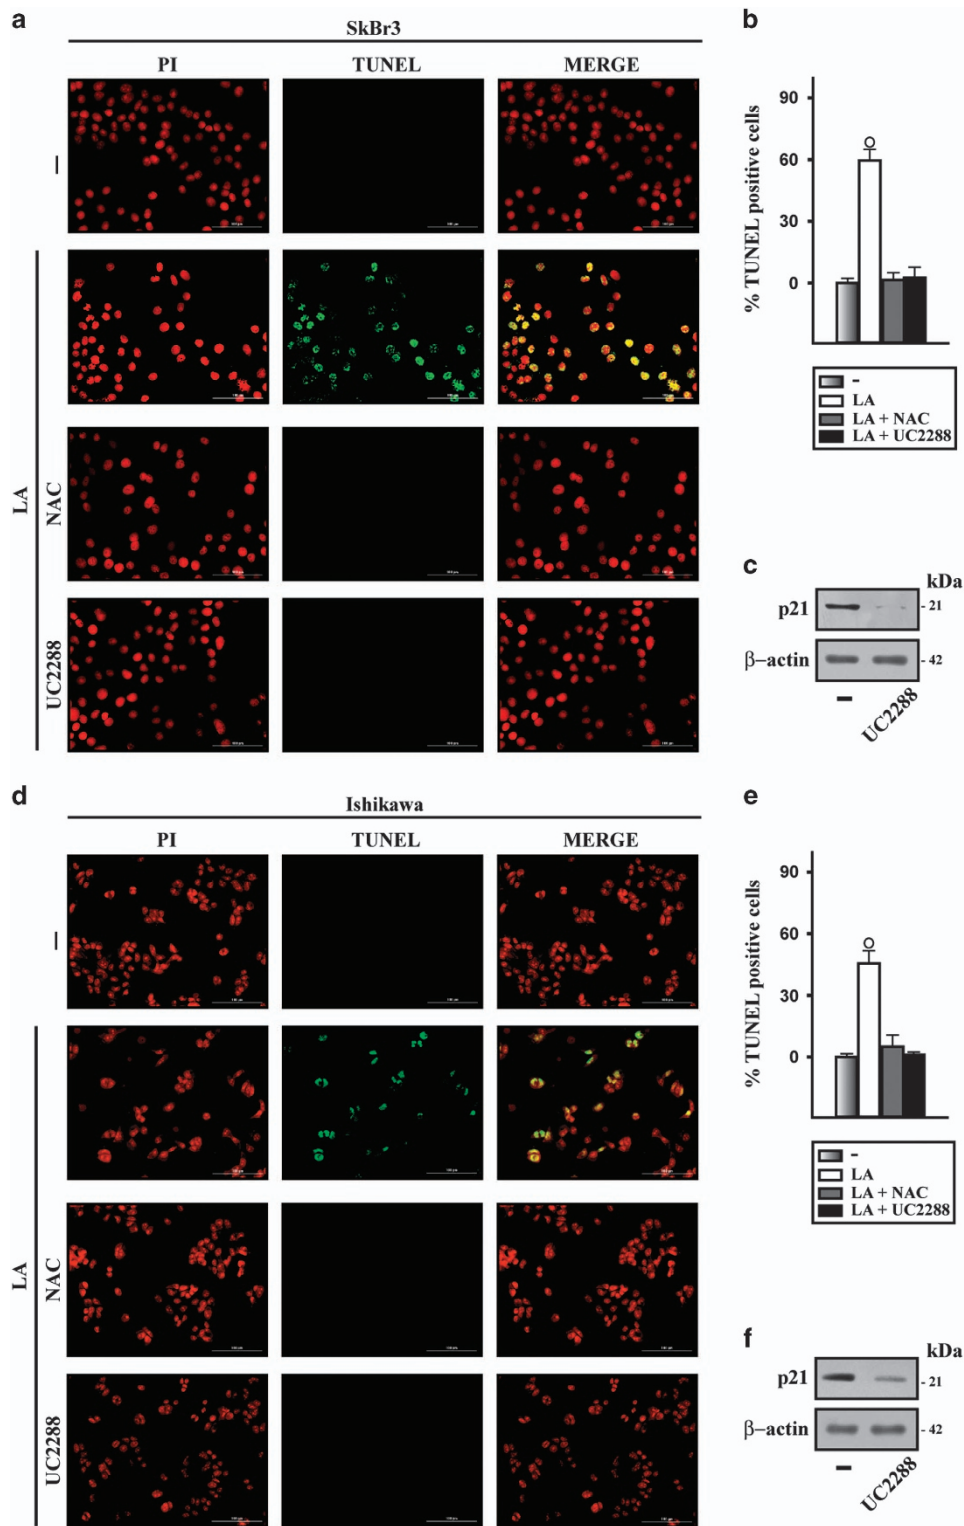 a
SkBr3
PI TUNEL MERGE
–
LA
NAC
UC2288
b
% TUNEL positive cells
90
60
30
0
–
LA
LA + NAC
LA + UC2288
c
kDa
p21 - 21
β–actin - 42
– UC2288
d
Ishikawa
PI TUNEL MERGE
–
LA
NAC
UC2288
e
% TUNEL positive cells
90
60
30
0
–
LA
LA + NAC
LA + UC2288
f
kDa
p21 - 21
β–actin - 42
– UC2288